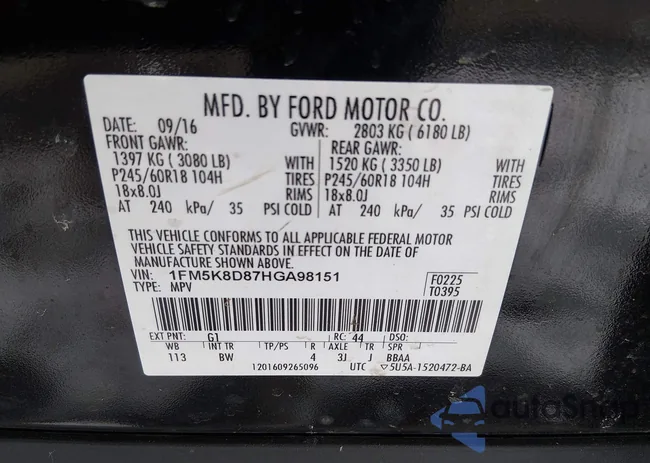 MFD. BY FORD MOTOR CO.
DATE: 09/16 GVWR: 2803 KG ( 6180 LB)
FRONT GAWR: REAR GAWR:
1397 KG ( 3080 LB) WITH 1520 KG ( 3350 LB) WITH
P245/60R18 104H TIRES P245/60R18 104H TIRES
18x8.0J RIMS 18x8.0J RIMS
AT 240 kPa/ 35 PSI COLD AT 240 kPa/ 35 PSI COLD
THIS VEHICLE CONFORMS TO ALL APPLICABLE FEDERAL MOTOR
VEHICLE SAFETY STANDARDS IN EFFECT ON THE DATE OF
MANUFACTURE SHOWN ABOVE.
VIN: 1FM5K8D87HGA98151 F0225
TYPE: MPV T0395
EXT PNT: G1 RC: 44 DSO:
WB INT TR TP/PS R AXLE TR SPR
113 BW 4 3J J BBAA
1201609265096 UTC ▽5U5A-1520472-BA
autoSnap